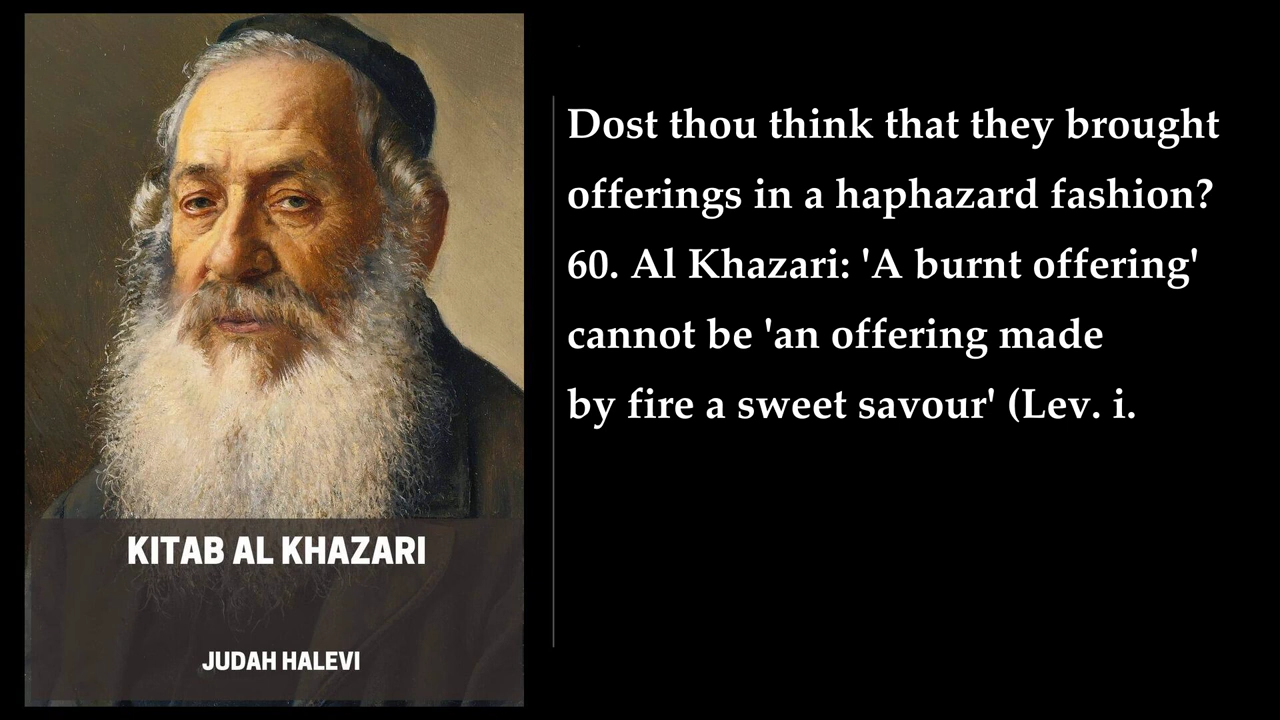 KITAB AL KHAZARI
JUDAH HALEVI
Dost thou think that they brought
offerings in a haphazard fashion?
60. Al Khazari: 'A burnt offering'
cannot be 'an offering made
by fire a sweet savour' (Lev. i.